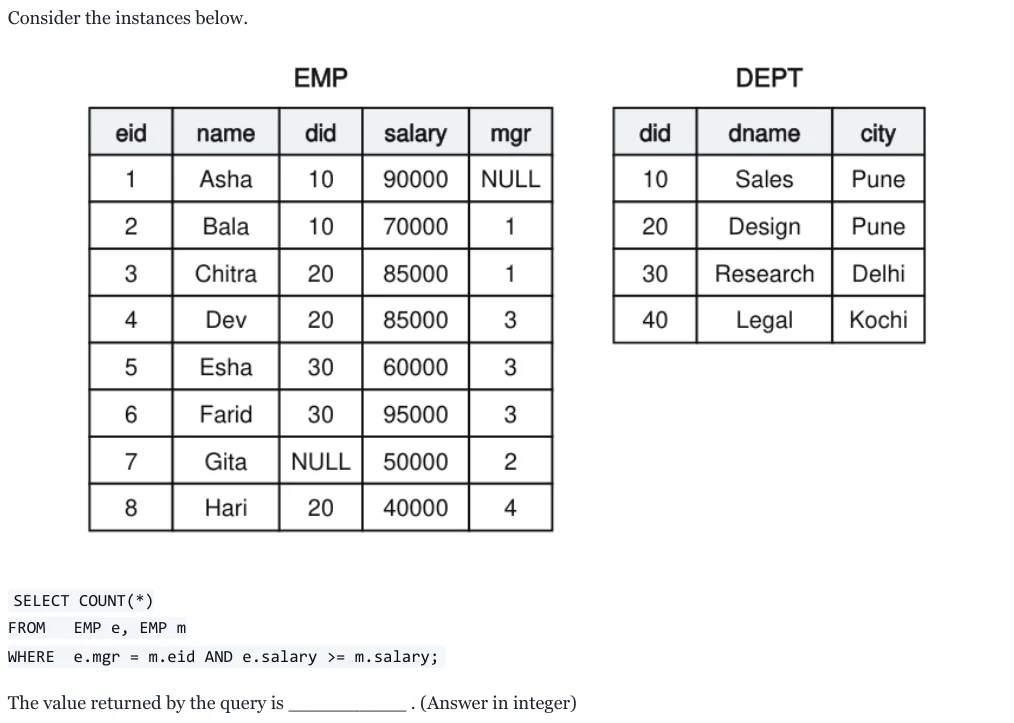 Consider the instances below.
EMP
eid name did salary mgr
1 Asha 10 90000 NULL
2 Bala 10 70000 1
3 Chitra 20 85000 1
4 Dev 20 85000 3
5 Esha 30 60000 3
6 Farid 30 95000 3
7 Gita NULL 50000 2
8 Hari 20 40000 4
DEPT
did dname city
10 Sales Pune
20 Design Pune
30 Research Delhi
40 Legal Kochi
SELECT COUNT(*)
FROM EMP e, EMP m
WHERE e.mgr = m.eid AND e.salary >= m.salary;
The value returned by the query is ____________ . (Answer in integer)